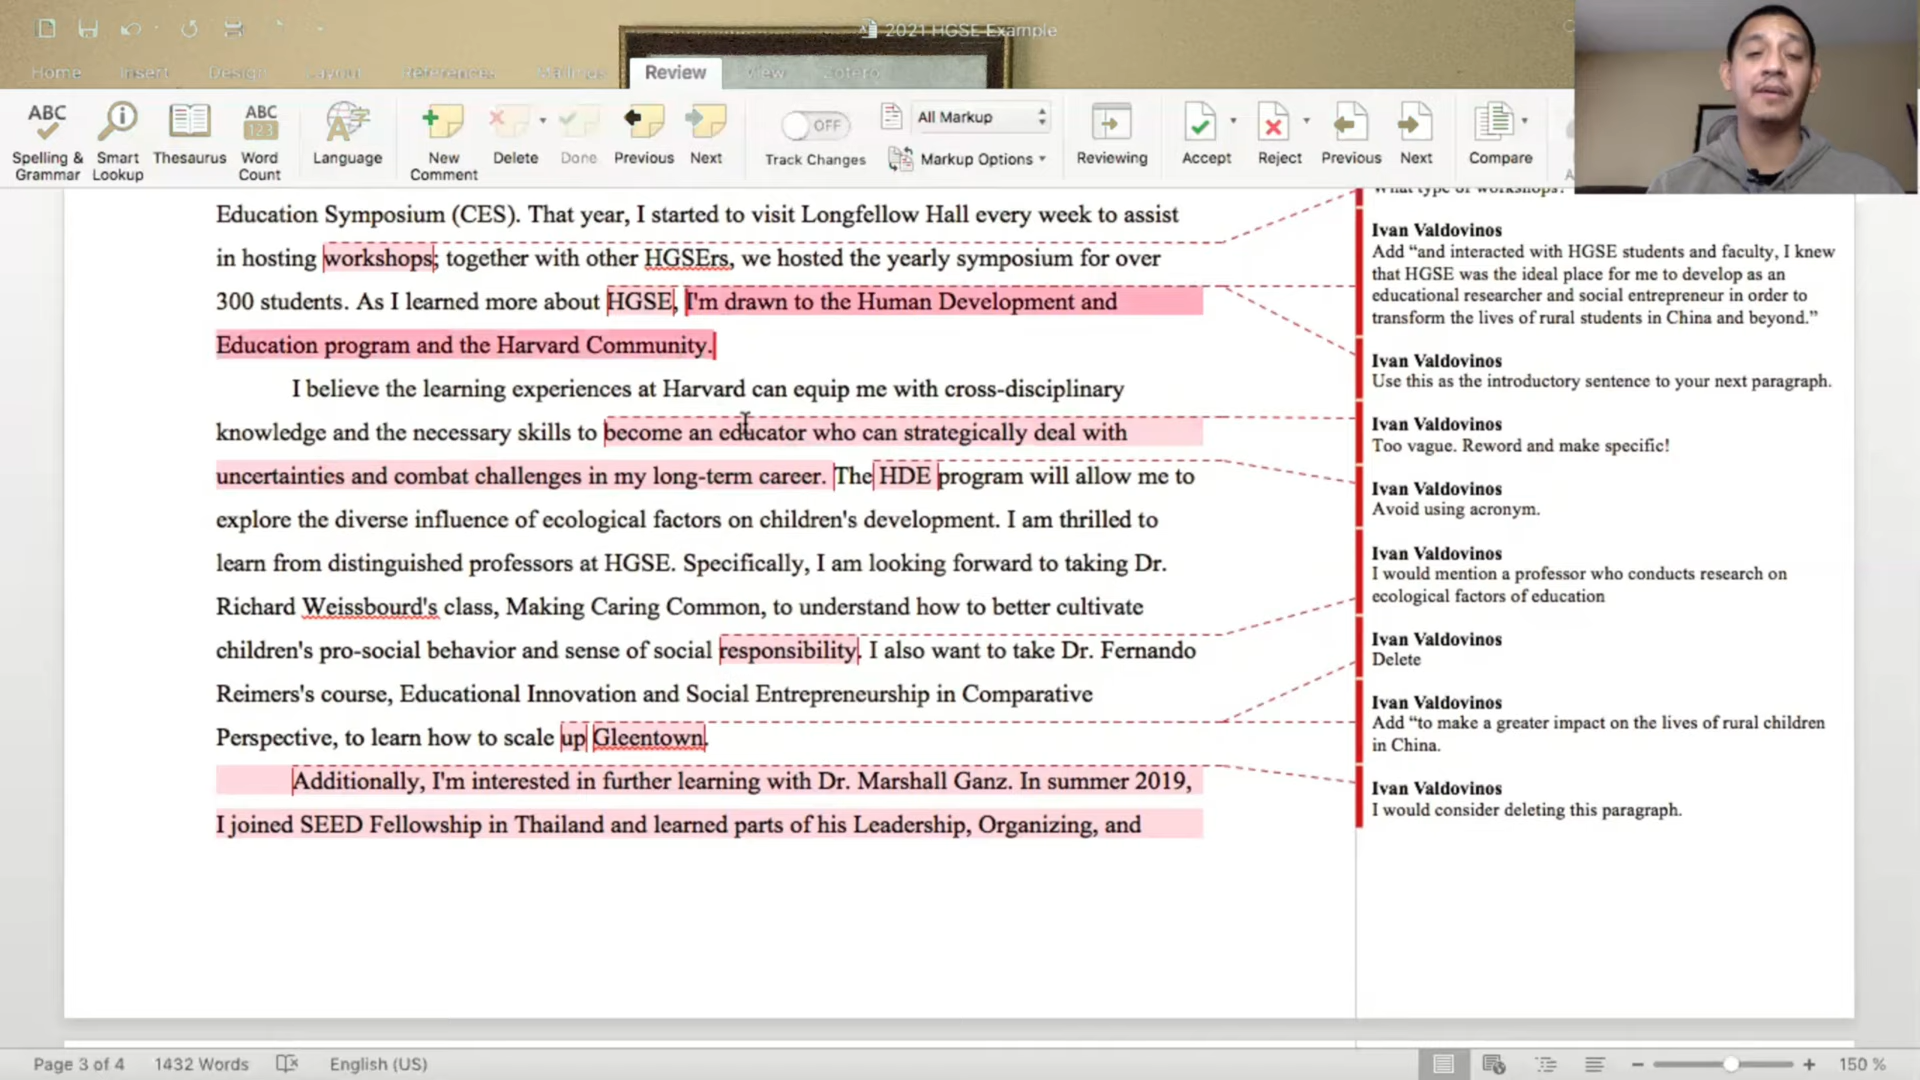 2021 HGSE Example
Home Insert Design Layout References Mailings Review View Zotero
ABC
ABC
123
Spelling & Grammar
Smart Lookup
Thesaurus
Word Count
Language
New Comment
Delete
Done
Previous
Next
OFF
Track Changes
All Markup
Markup Options
Reviewing
Accept
Reject
Previous
Next
Compare
Education Symposium (CES). That year, I started to visit Longfellow Hall every week to assist
in hosting workshops; together with other HGSErs, we hosted the yearly symposium for over
300 students. As I learned more about HGSE, I'm drawn to the Human Development and
Education program and the Harvard Community.
I believe the learning experiences at Harvard can equip me with cross-disciplinary
knowledge and the necessary skills to become an educator who can strategically deal with
uncertainties and combat challenges in my long-term career. The HDE program will allow me to
explore the diverse influence of ecological factors on children's development. I am thrilled to
learn from distinguished professors at HGSE. Specifically, I am looking forward to taking Dr.
Richard Weissbourd's class, Making Caring Common, to understand how to better cultivate
children's pro-social behavior and sense of social responsibility. I also want to take Dr. Fernando
Reimers's course, Educational Innovation and Social Entrepreneurship in Comparative
Perspective, to learn how to scale up Gleentown.
Additionally, I'm interested in further learning with Dr. Marshall Ganz. In summer 2019,
I joined SEED Fellowship in Thailand and learned parts of his Leadership, Organizing, and
What type of workshops?
Ivan Valdovinos
Add “and interacted with HGSE students and faculty, I knew
that HGSE was the ideal place for me to develop as an
educational researcher and social entrepreneur in order to
transform the lives of rural students in China and beyond.”
Ivan Valdovinos
Use this as the introductory sentence to your next paragraph.
Ivan Valdovinos
Too vague. Reword and make specific!
Ivan Valdovinos
Avoid using acronym.
Ivan Valdovinos
I would mention a professor who conducts research on
ecological factors of education
Ivan Valdovinos
Delete
Ivan Valdovinos
Add “to make a greater impact on the lives of rural children
in China.
Ivan Valdovinos
I would consider deleting this paragraph.
Page 3 of 4
1432 Words
English (US)
150 %